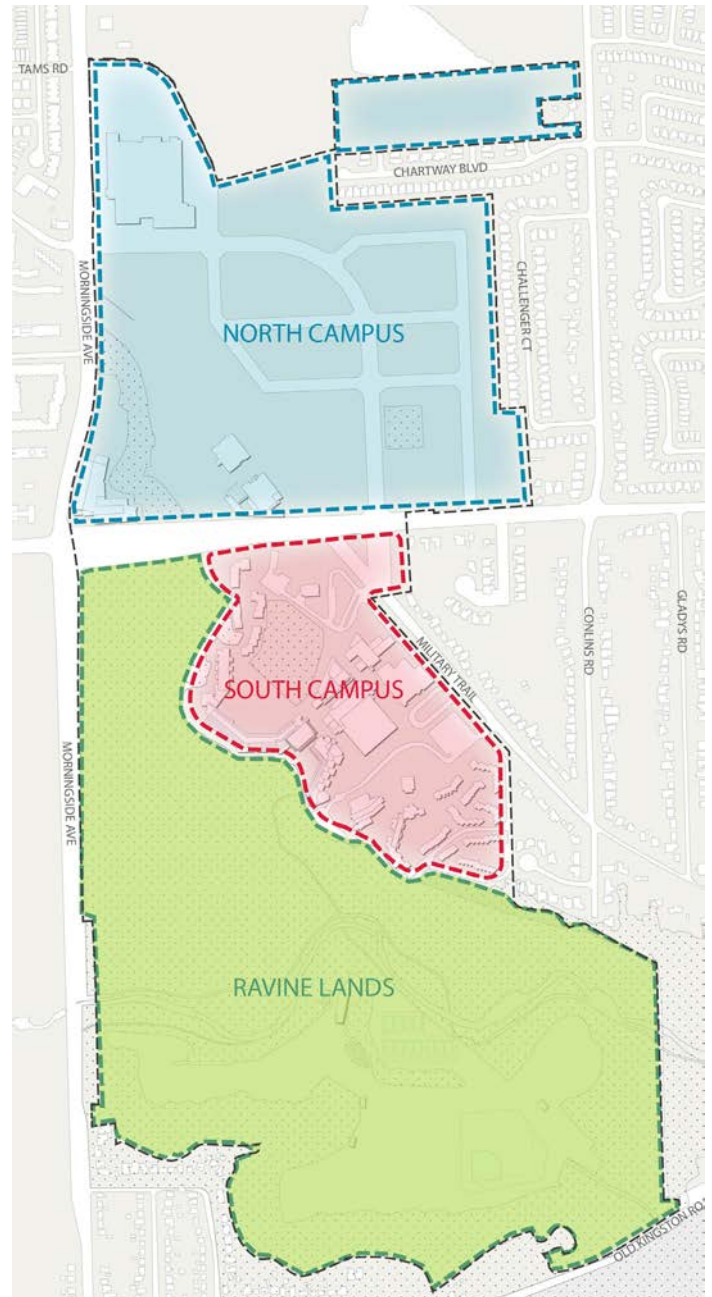 TAMS RD
CHARTWAY BLVD
MORNINGSIDE AVE
CHALLENGER CT
NORTH CAMPUS
GLADYS RD
CONLINS RD
MILITARY TRAIL
SOUTH CAMPUS
MORNINGSIDE AVE
RAVINE LANDS
OLD KINGSTON ROA